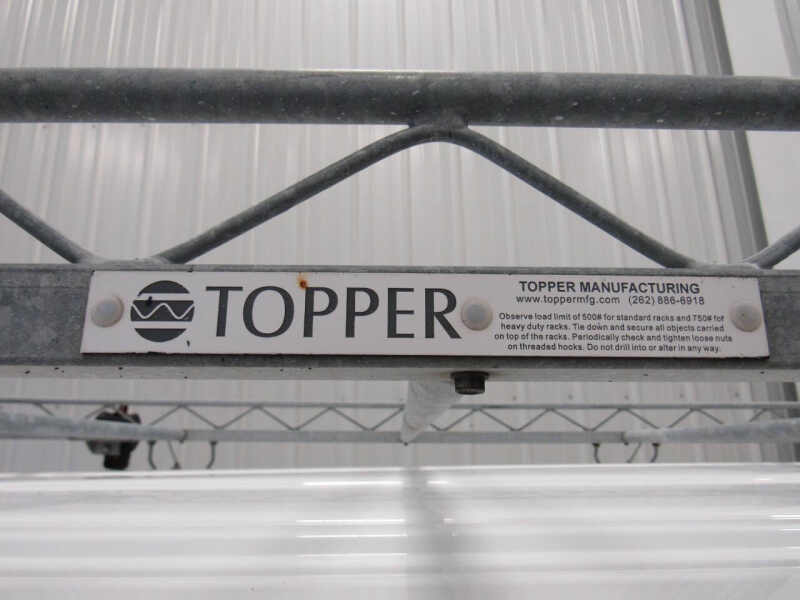 TOPPER
TOPPER MANUFACTURING
www.toppermfg.com (262) 886-6918
Observe load limit of 500# for standard racks and 750# for
heavy duty racks. Tie down and secure all objects carried
on top of the racks. Periodically check and tighten loose nuts
on threaded hooks. Do not drill into or alter in any way.